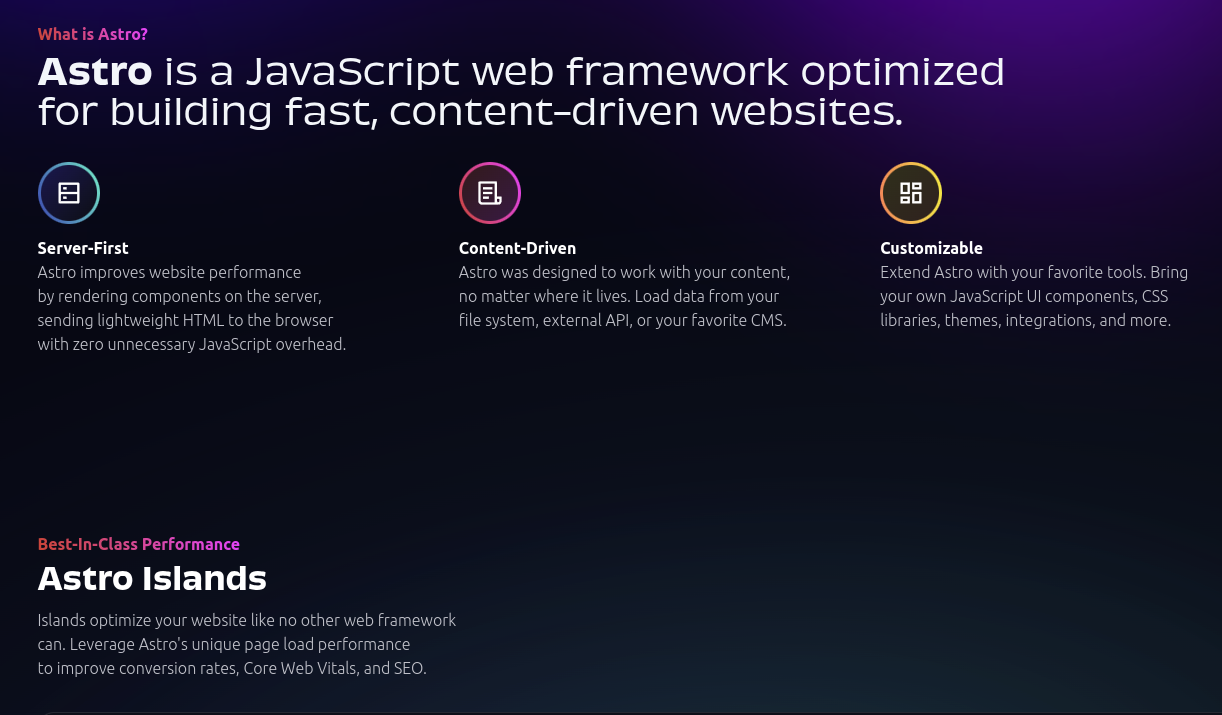 What is Astro?
Astro is a JavaScript web framework optimized
for building fast, content-driven websites.
Server-First
Astro improves website performance
by rendering components on the server,
sending lightweight HTML to the browser
with zero unnecessary JavaScript overhead.
Content-Driven
Astro was designed to work with your content,
no matter where it lives. Load data from your
file system, external API, or your favorite CMS.
Customizable
Extend Astro with your favorite tools. Bring
your own JavaScript UI components, CSS
libraries, themes, integrations, and more.
Best-In-Class Performance
Astro Islands
Islands optimize your website like no other web framework
can. Leverage Astro's unique page load performance
to improve conversion rates, Core Web Vitals, and SEO.